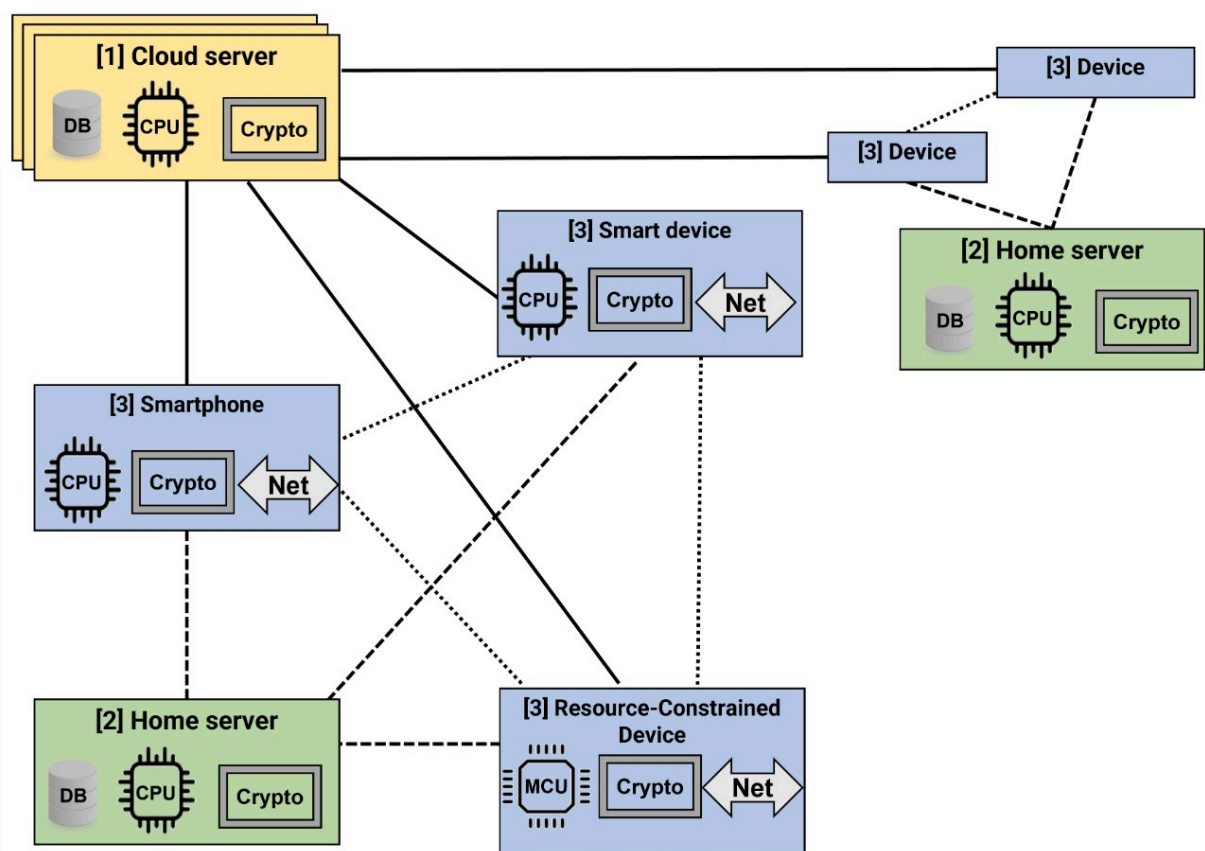 [1] Cloud server
DB
CPU
Crypto
[3] Device
[3] Device
[3] Smart device
CPU
Crypto
Net
[2] Home server
DB
CPU
Crypto
[3] Smartphone
CPU
Crypto
Net
[2] Home server
DB
CPU
Crypto
[3] Resource-Constrained
Device
MCU
Crypto
Net